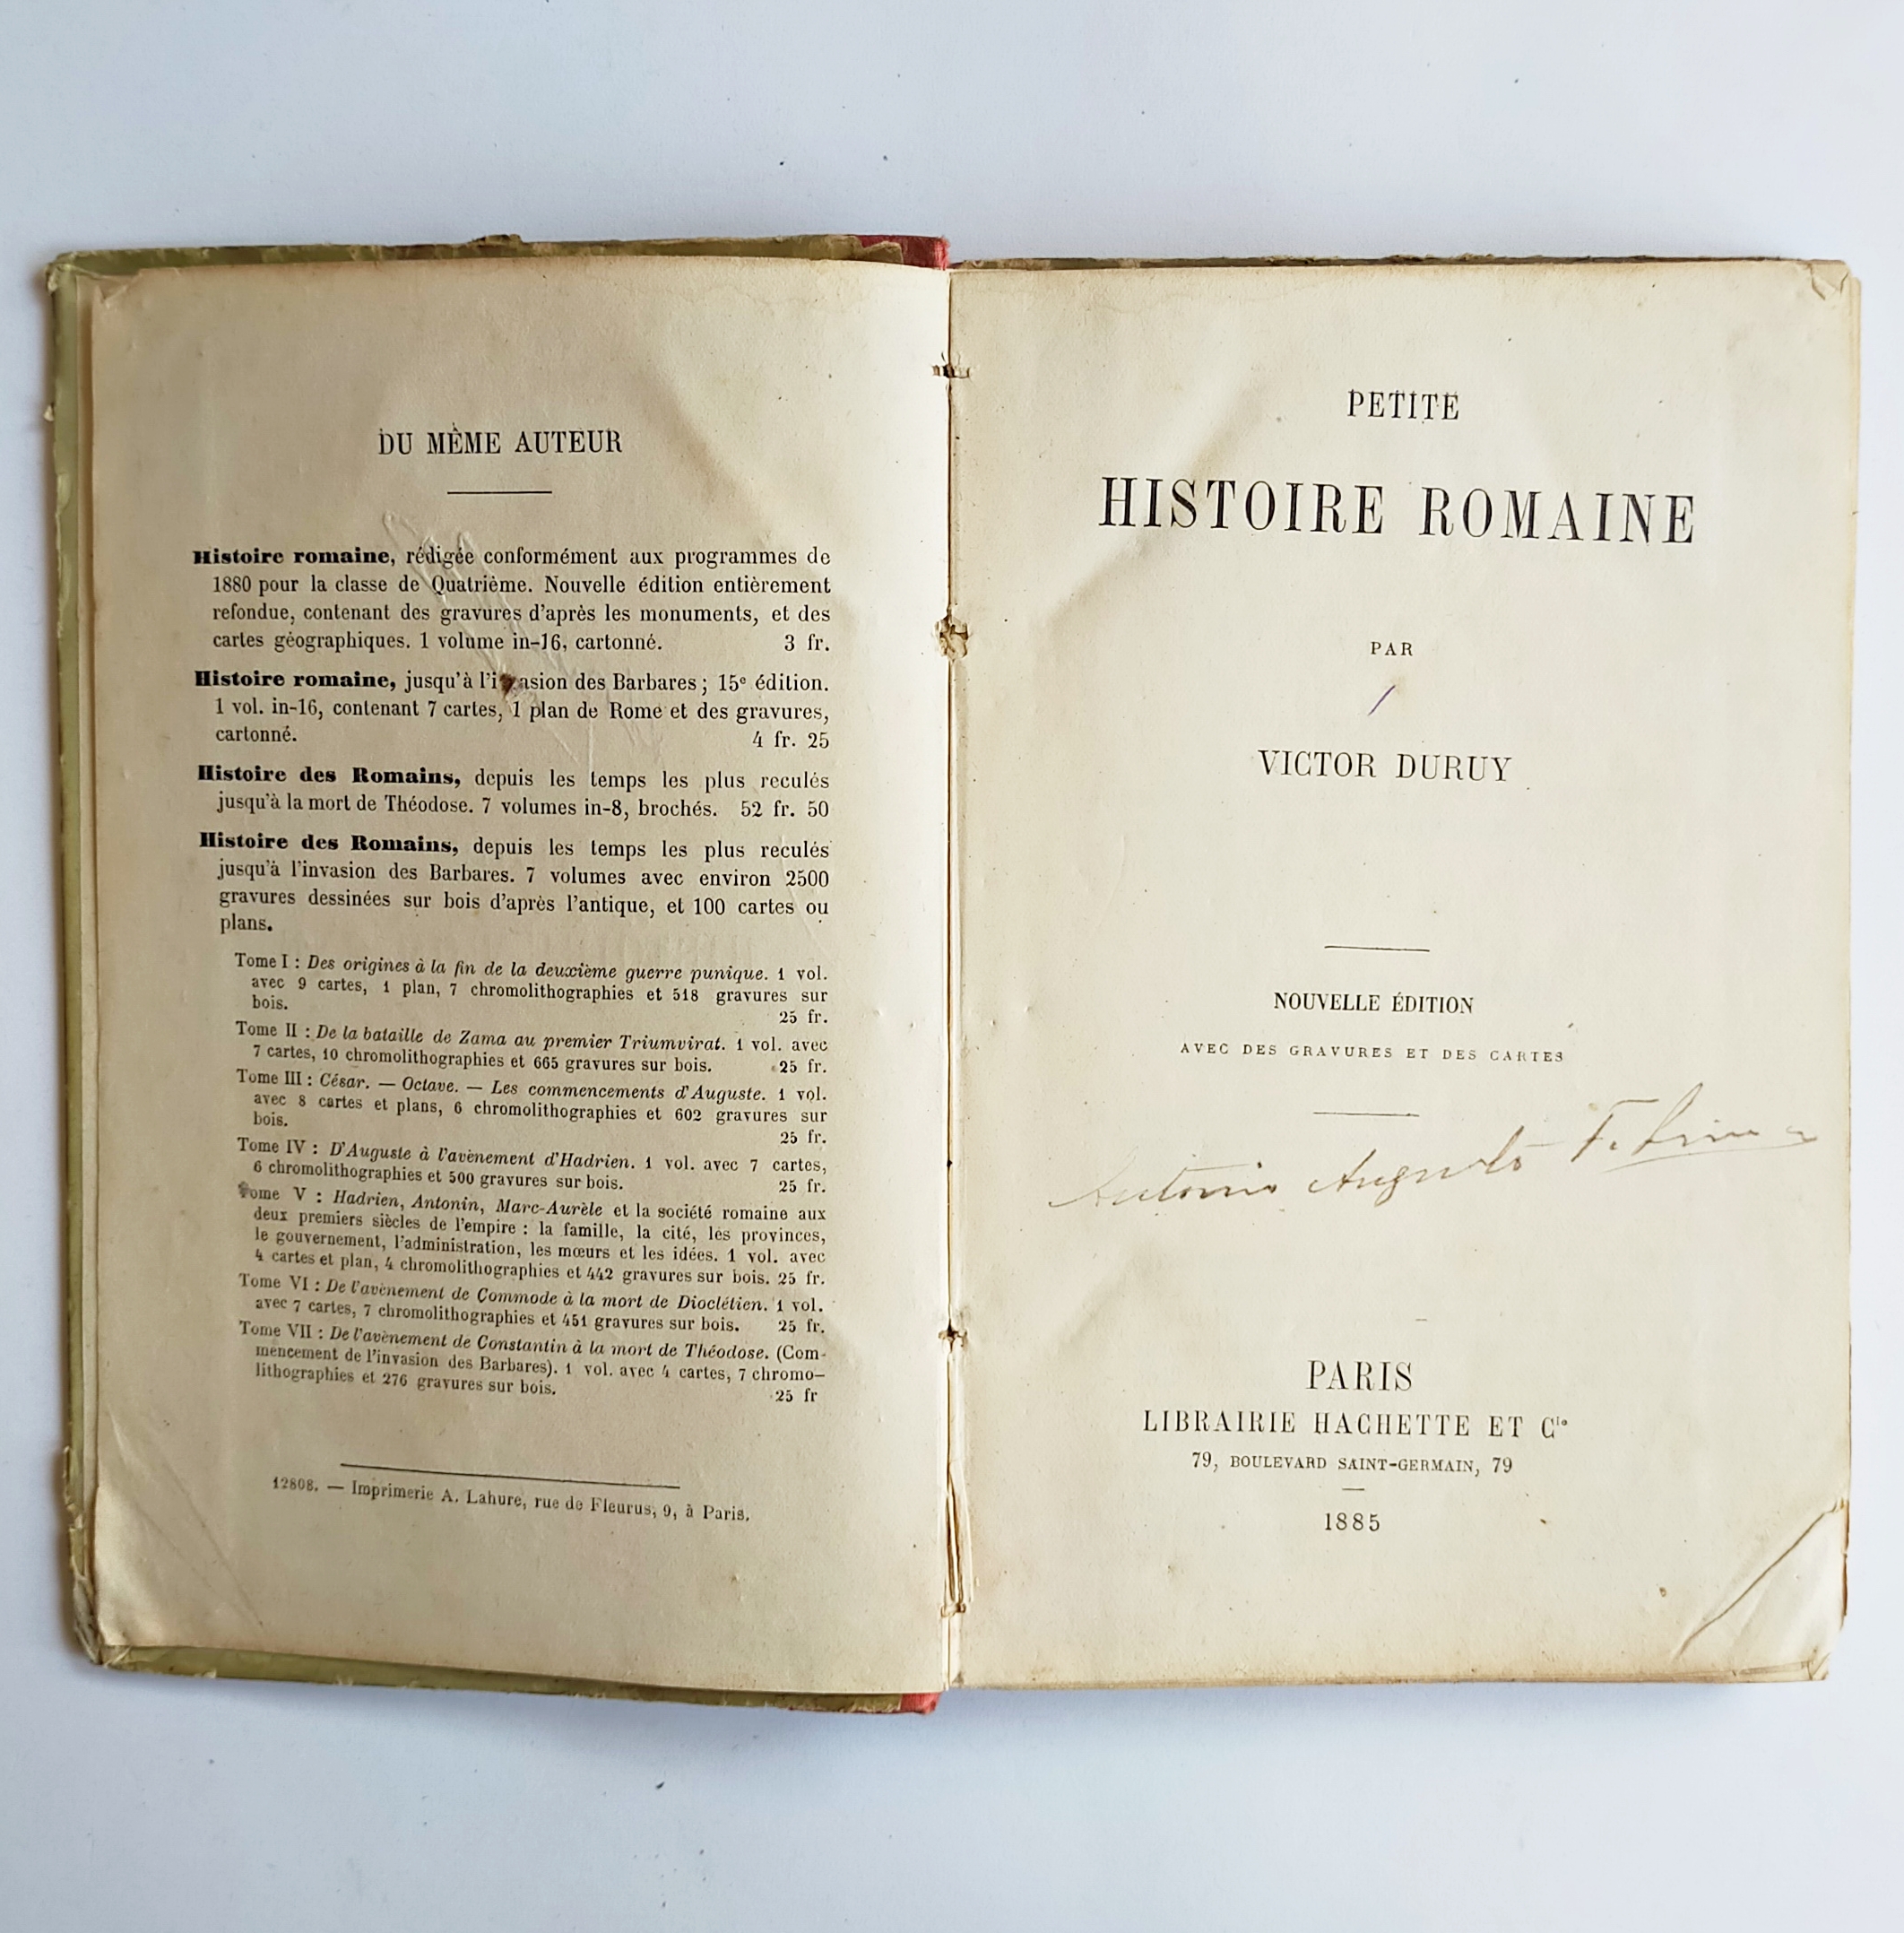 DU MÊME AUTEUR
Histoire romaine, rédigée conformément aux programmes de
1880 pour la classe de Quatrième. Nouvelle édition entièrement
refondue, contenant des gravures d'après les monuments, et des
cartes géographiques. 1 volume in-16, cartonné. 3 fr.
Histoire romaine, jusqu'à l'invasion des Barbares; 15e édition.
1 vol. in-16, contenant 7 cartes, 1 plan de Rome et des gravures,
cartonné. 4 fr. 25
Histoire des Romains, depuis les temps les plus reculés
jusqu'à la mort de Théodose. 7 volumes in-8, brochés. 52 fr. 50
Histoire des Romains, depuis les temps les plus reculés
jusqu'à l'invasion des Barbares. 7 volumes avec environ 2500
gravures dessinées sur bois d'après l'antique, et 100 cartes ou
plans.
Tome I : Des origines à la fin de la deuxième guerre punique. 1 vol.
avec 9 cartes, 1 plan, 7 chromolithographies et 518 gravures sur
bois. 25 fr.
Tome II : De la bataille de Zama au premier Triumvirat. 1 vol. avec
7 cartes, 10 chromolithographies et 665 gravures sur bois. 25 fr.
Tome III : César. — Octave. — Les commencements d'Auguste. 1 vol.
avec 8 cartes et plans, 6 chromolithographies et 602 gravures sur
bois. 25 fr.
Tome IV : D'Auguste à l'avènement d'Hadrien. 1 vol. avec 7 cartes,
6 chromolithographies et 500 gravures sur bois. 25 fr.
Tome V : Hadrien, Antonin, Marc-Aurèle et la société romaine aux
deux premiers siècles de l'empire : la famille, la cité, les provinces,
le gouvernement, l'administration, les mœurs et les idées. 1 vol. avec
4 cartes et plan, 4 chromolithographies et 442 gravures sur bois. 25 fr.
Tome VI : De l'avènement de Commode à la mort de Dioclétien. 1 vol.
avec 7 cartes, 7 chromolithographies et 451 gravures sur bois. 25 fr.
Tome VII : De l'avènement de Constantin à la mort de Théodose. (Com-
mencement de l'invasion des Barbares). 1 vol. avec 4 cartes, 7 chromo-
lithographies et 276 gravures sur bois. 25 fr
12808. — Imprimerie A. Lahure, rue de Fleurus, 9, à Paris.
PETITE
HISTOIRE ROMAINE
PAR
VICTOR DURUY
NOUVELLE ÉDITION
AVEC DES GRAVURES ET DES CARTES
Antonio Augusto
PARIS
LIBRAIRIE HACHETTE ET Cie
79, BOULEVARD SAINT-GERMAIN, 79
1885